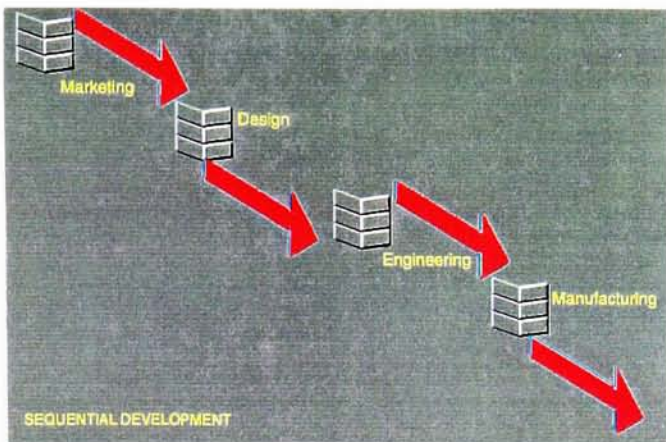 Marketing
Design
Engineering
Manufacturing
SEQUENTIAL DEVELOPMENT